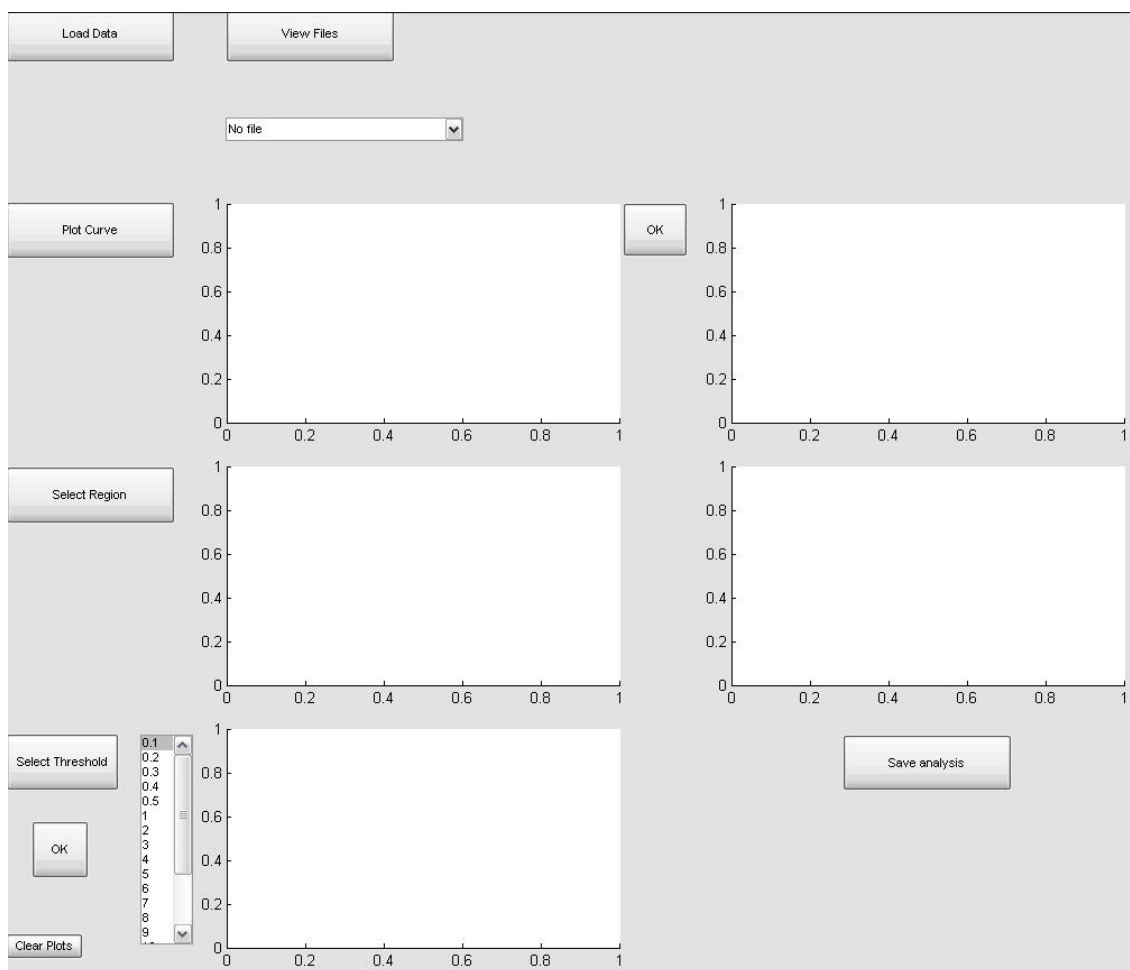 Load Data
View Files
No file
Plot Curve
1
0.8
0.6
0.4
0.2
0
0 0.2 0.4 0.6 0.8 1
OK
1
0.8
0.6
0.4
0.2
0
0 0.2 0.4 0.6 0.8 1
Select Region
1
0.8
0.6
0.4
0.2
0
0 0.2 0.4 0.6 0.8 1
1
0.8
0.6
0.4
0.2
0
0 0.2 0.4 0.6 0.8 1
Select Threshold
OK
Clear Plots
0.1
0.2
0.3
0.4
0.5
1
2
3
4
5
6
7
8
9
1
0.8
0.6
0.4
0.2
0
0 0.2 0.4 0.6 0.8 1
Save analysis